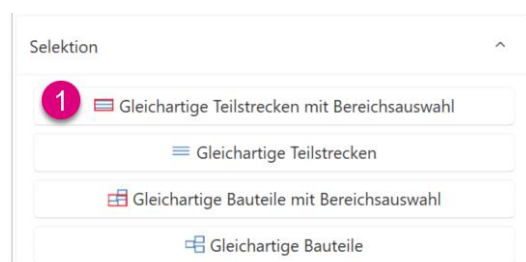 Selektion
1 Gleichartige Teilstrecken mit Bereichsauswahl
Gleichartige Teilstrecken
Gleichartige Bauteile mit Bereichsauswahl
Gleichartige Bauteile